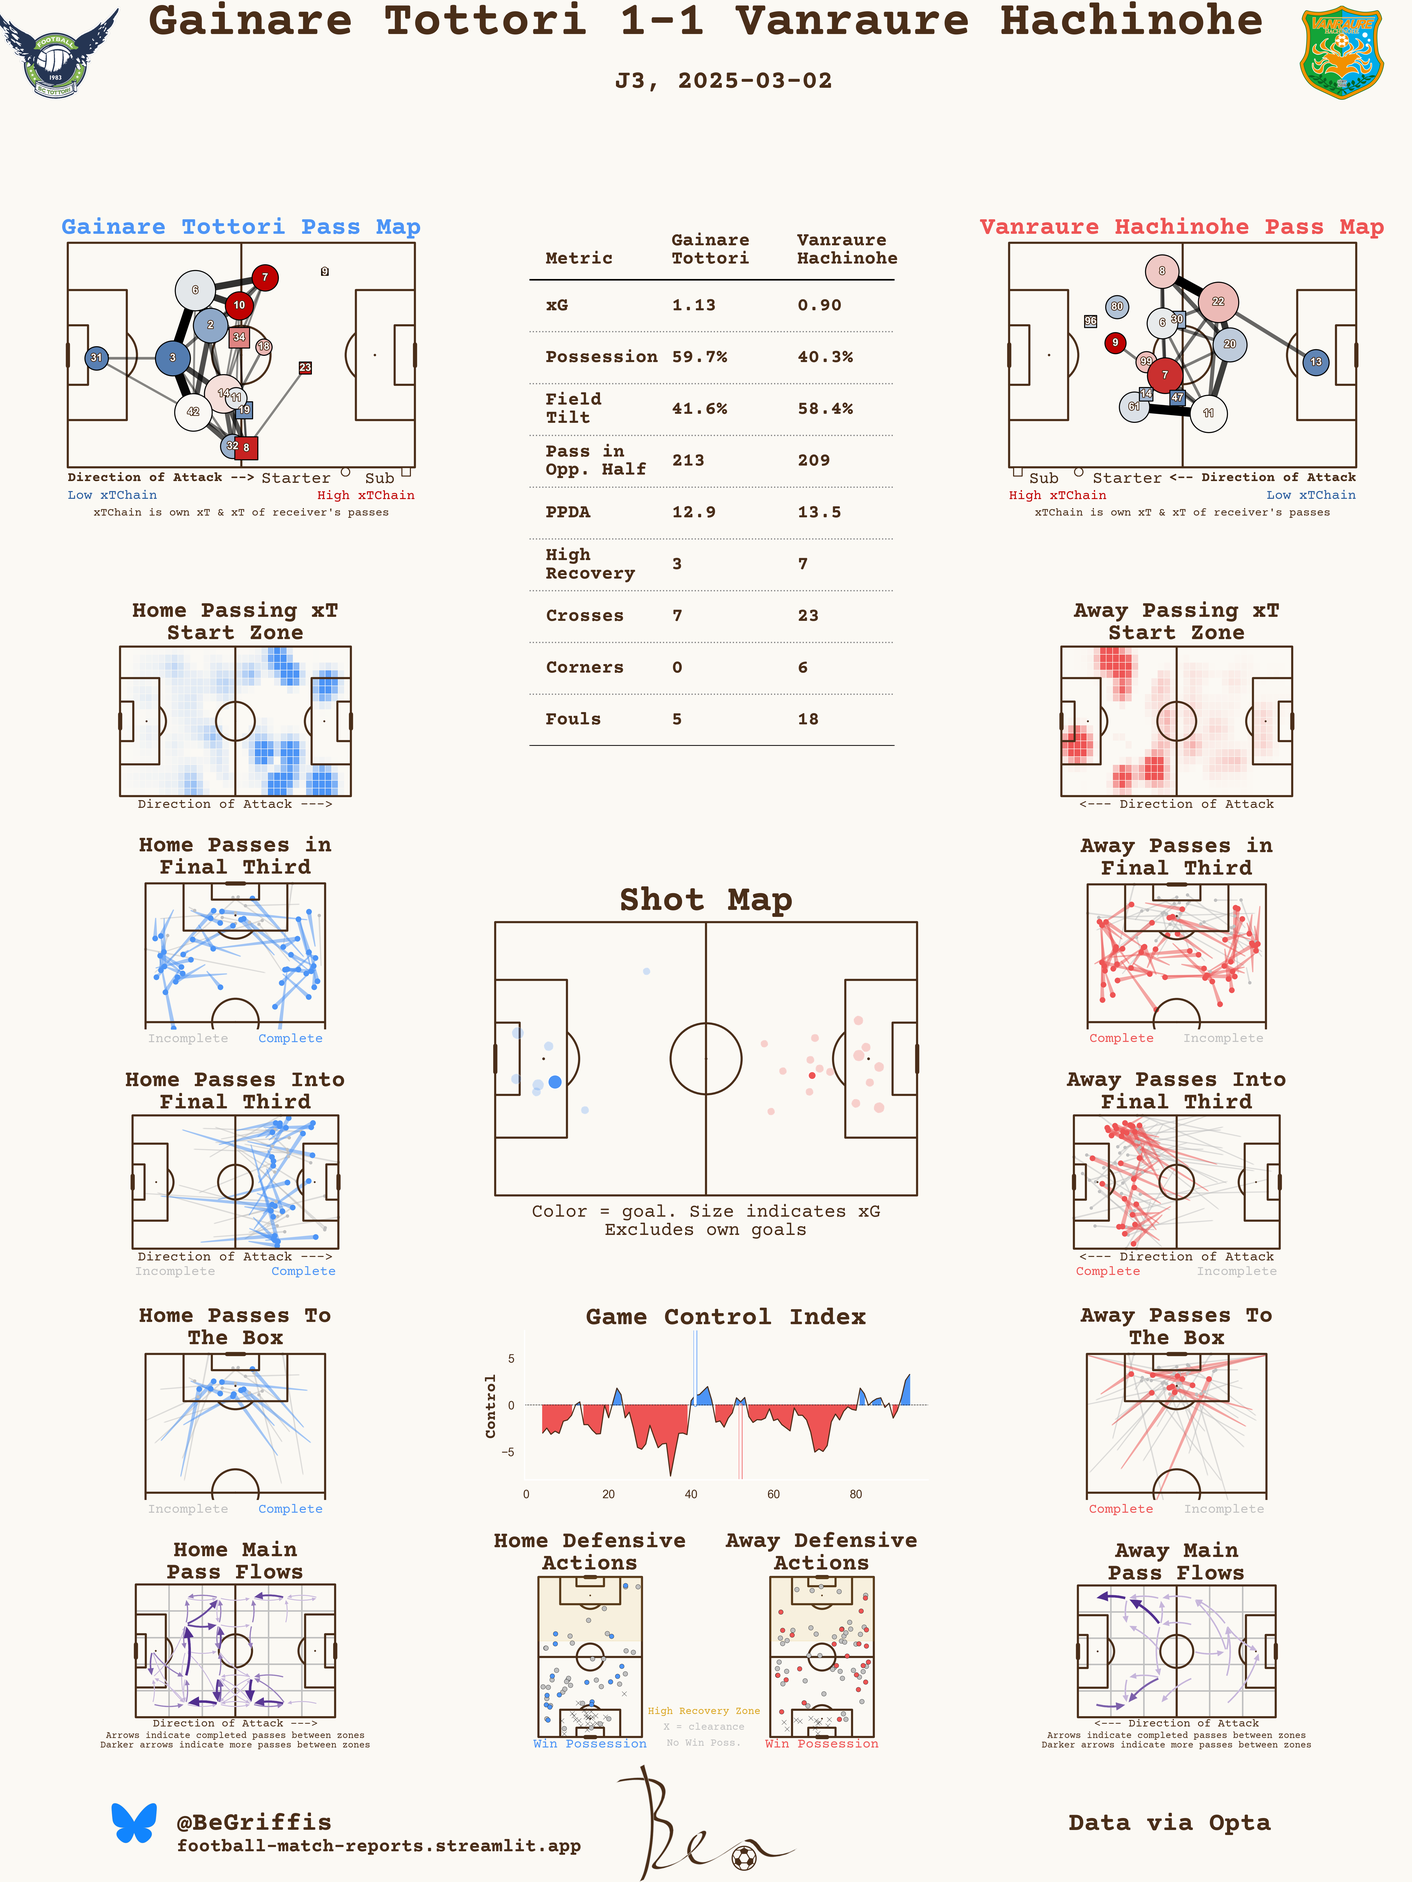 Gainare Tottori 1-1 Vanraure Hachinohe
J3, 2025-03-02
FOOTBALL
1983
SC TOTTORI
VANRAURE
HACHINOHE
Gainare Tottori Pass Map
6
7
9
10
2
34
18
31
3
23
14
11
42
19
32
8
Direction of Attack --> Starter Sub
Low xTChain High xTChain
xTChain is own xT & xT of receiver's passes
Metric Gainare Tottori Vanraure Hachinohe
xG 1.13 0.90
Possession 59.7% 40.3%
Field Tilt 41.6% 58.4%
Pass in Opp. Half 213 209
PPDA 12.9 13.5
High Recovery 3 7
Crosses 7 23
Corners 0 6
Fouls 5 18
Vanraure Hachinohe Pass Map
8
80
22
96
6
30
9
20
99
13
7
14
47
61
11
Sub Starter <-- Direction of Attack
High xTChain Low xTChain
xTChain is own xT & xT of receiver's passes
Home Passing xT
Start Zone
Direction of Attack --->
Away Passing xT
Start Zone
<--- Direction of Attack
Home Passes in
Final Third
Incomplete Complete
Away Passes in
Final Third
Complete Incomplete
Shot Map
Color = goal. Size indicates xG
Excludes own goals
Home Passes Into
Final Third
Direction of Attack --->
Incomplete Complete
Away Passes Into
Final Third
<--- Direction of Attack
Complete Incomplete
Home Passes To
The Box
Incomplete Complete
Game Control Index
Control
5
0
−5
0 20 40 60 80
Away Passes To
The Box
Complete Incomplete
Home Main
Pass Flows
Direction of Attack --->
Arrows indicate completed passes between zones
Darker arrows indicate more passes between zones
Home Defensive
Actions
Win Possession
High Recovery Zone
X = clearance
No Win Poss.
Away Defensive
Actions
Win Possession
Away Main
Pass Flows
<--- Direction of Attack
Arrows indicate completed passes between zones
Darker arrows indicate more passes between zones
@BeGriffis
football-match-reports.streamlit.app
Ben
Data via Opta